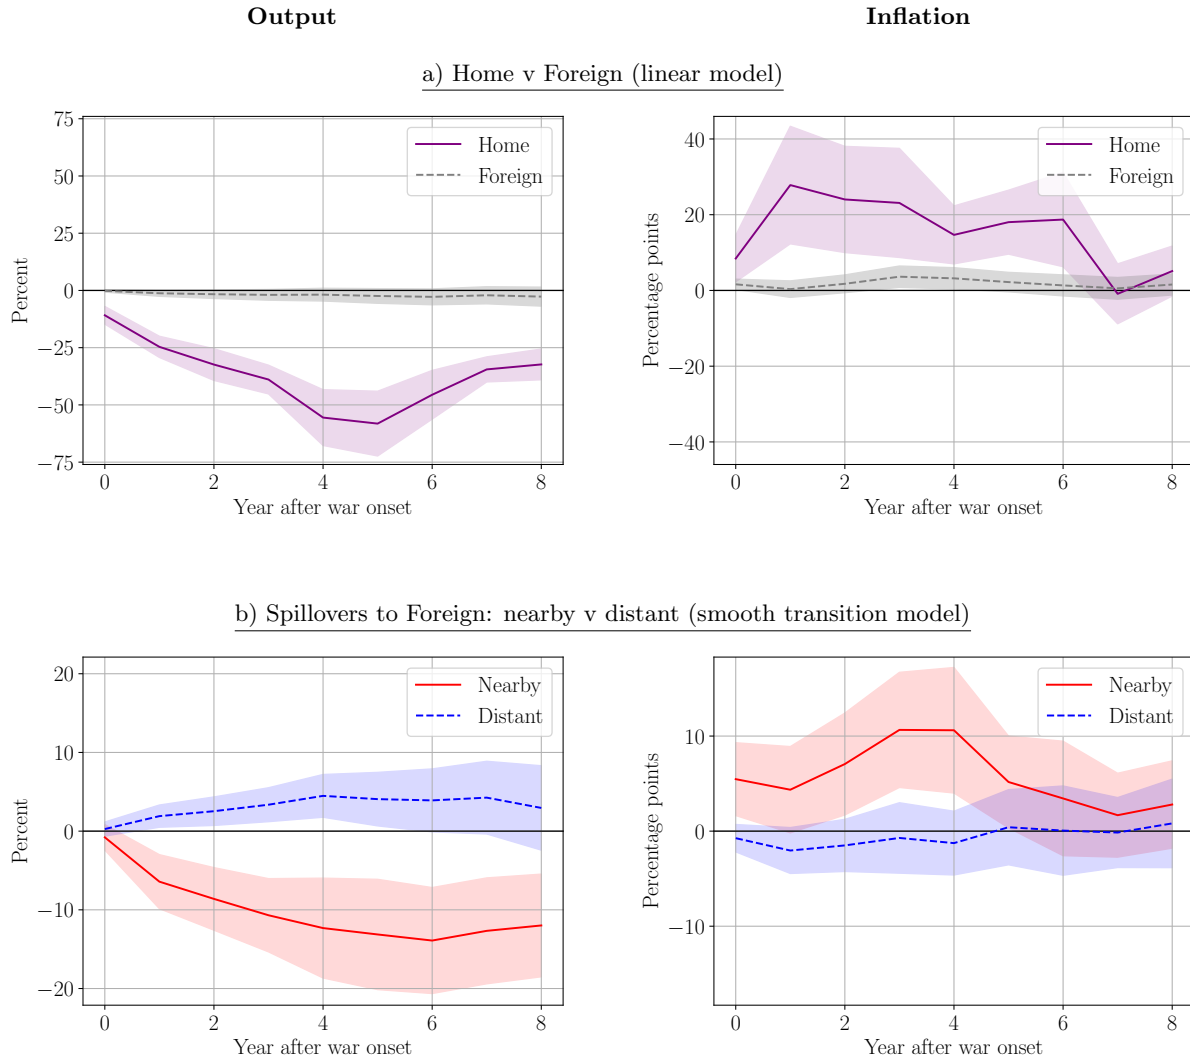 Output
Inflation
a) Home v Foreign (linear model)
75
50
25
0
−25
−50
−75
Percent
0 2 4 6 8
Year after war onset
Home
Foreign
40
20
0
−20
−40
Percentage points
0 2 4 6 8
Year after war onset
Home
Foreign
b) Spillovers to Foreign: nearby v distant (smooth transition model)
20
10
0
−10
−20
Percent
0 2 4 6 8
Year after war onset
Nearby
Distant
10
0
−10
Percentage points
0 2 4 6 8
Year after war onset
Nearby
Distant